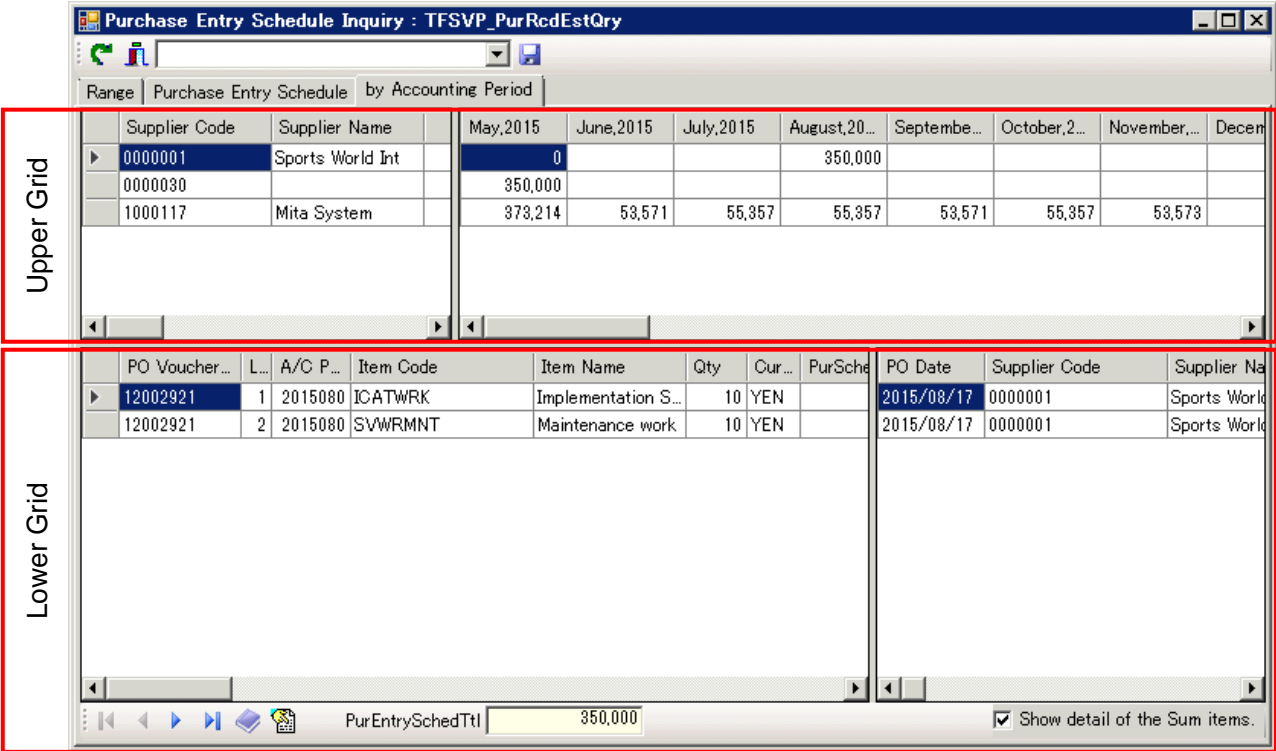 Purchase Entry Schedule Inquiry : TFSVP_PurRcdEstQry
Range Purchase Entry Schedule by Accounting Period
Upper Grid
Supplier Code Supplier Name May,2015 June,2015 July,2015 August,20... Septembe... October,2... November,... Decem
0000001 Sports World Int 0 350,000
0000030 350,000
1000117 Mita System 373,214 53,571 55,357 55,357 53,571 55,357 53,573
Lower Grid
PO Voucher... L... A/C P... Item Code Item Name Qty Cur... PurSche PO Date Supplier Code Supplier Na
12002921 1 2015080 ICATWRK Implementation S... 10 YEN 2015/08/17 0000001 Sports World
12002921 2 2015080 SVWRMNT Maintenance work 10 YEN 2015/08/17 0000001 Sports World
PurEntrySchedTtl 350,000 Show detail of the Sum items.